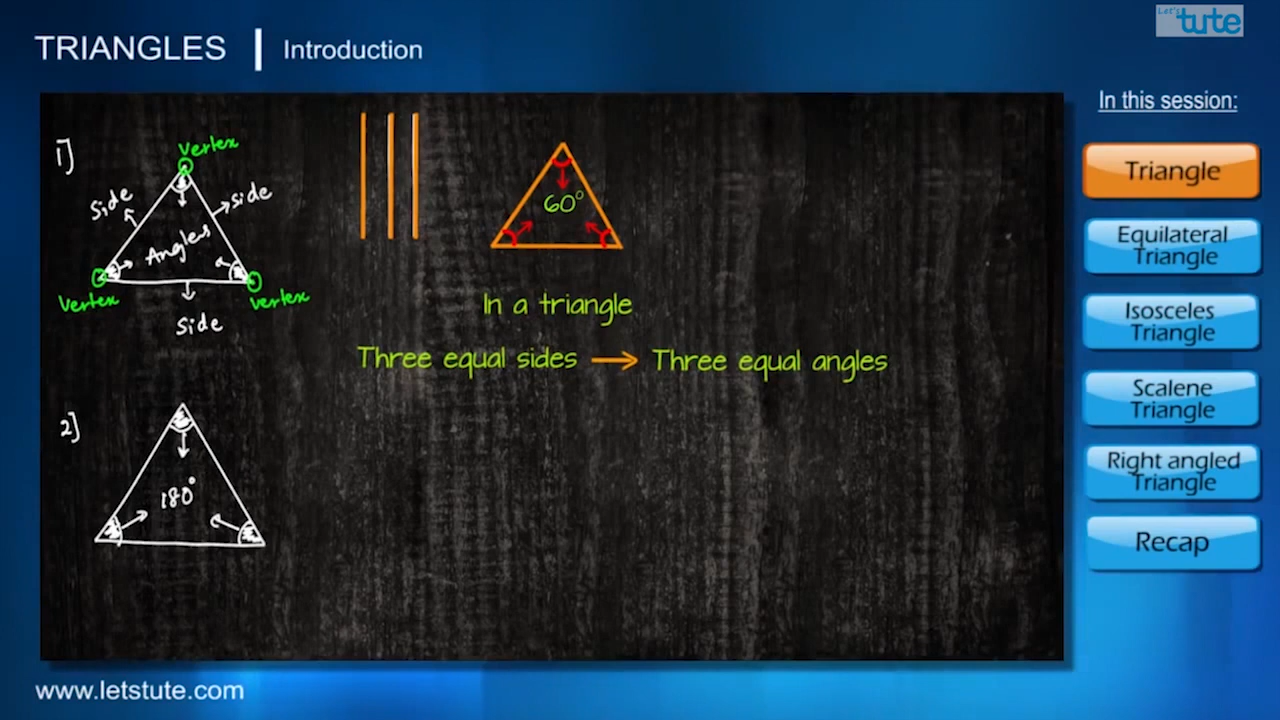 Let's
tute
TRIANGLES | Introduction
In this session:
Triangle
Equilateral
Triangle
Isosceles
Triangle
Scalene
Triangle
Right angled
Triangle
Recap
1]
Vertex
Side
Side
Angles
Vertex
Vertex
Side
60°
In a triangle
Three equal sides → Three equal angles
2]
180°
www.letstute.com